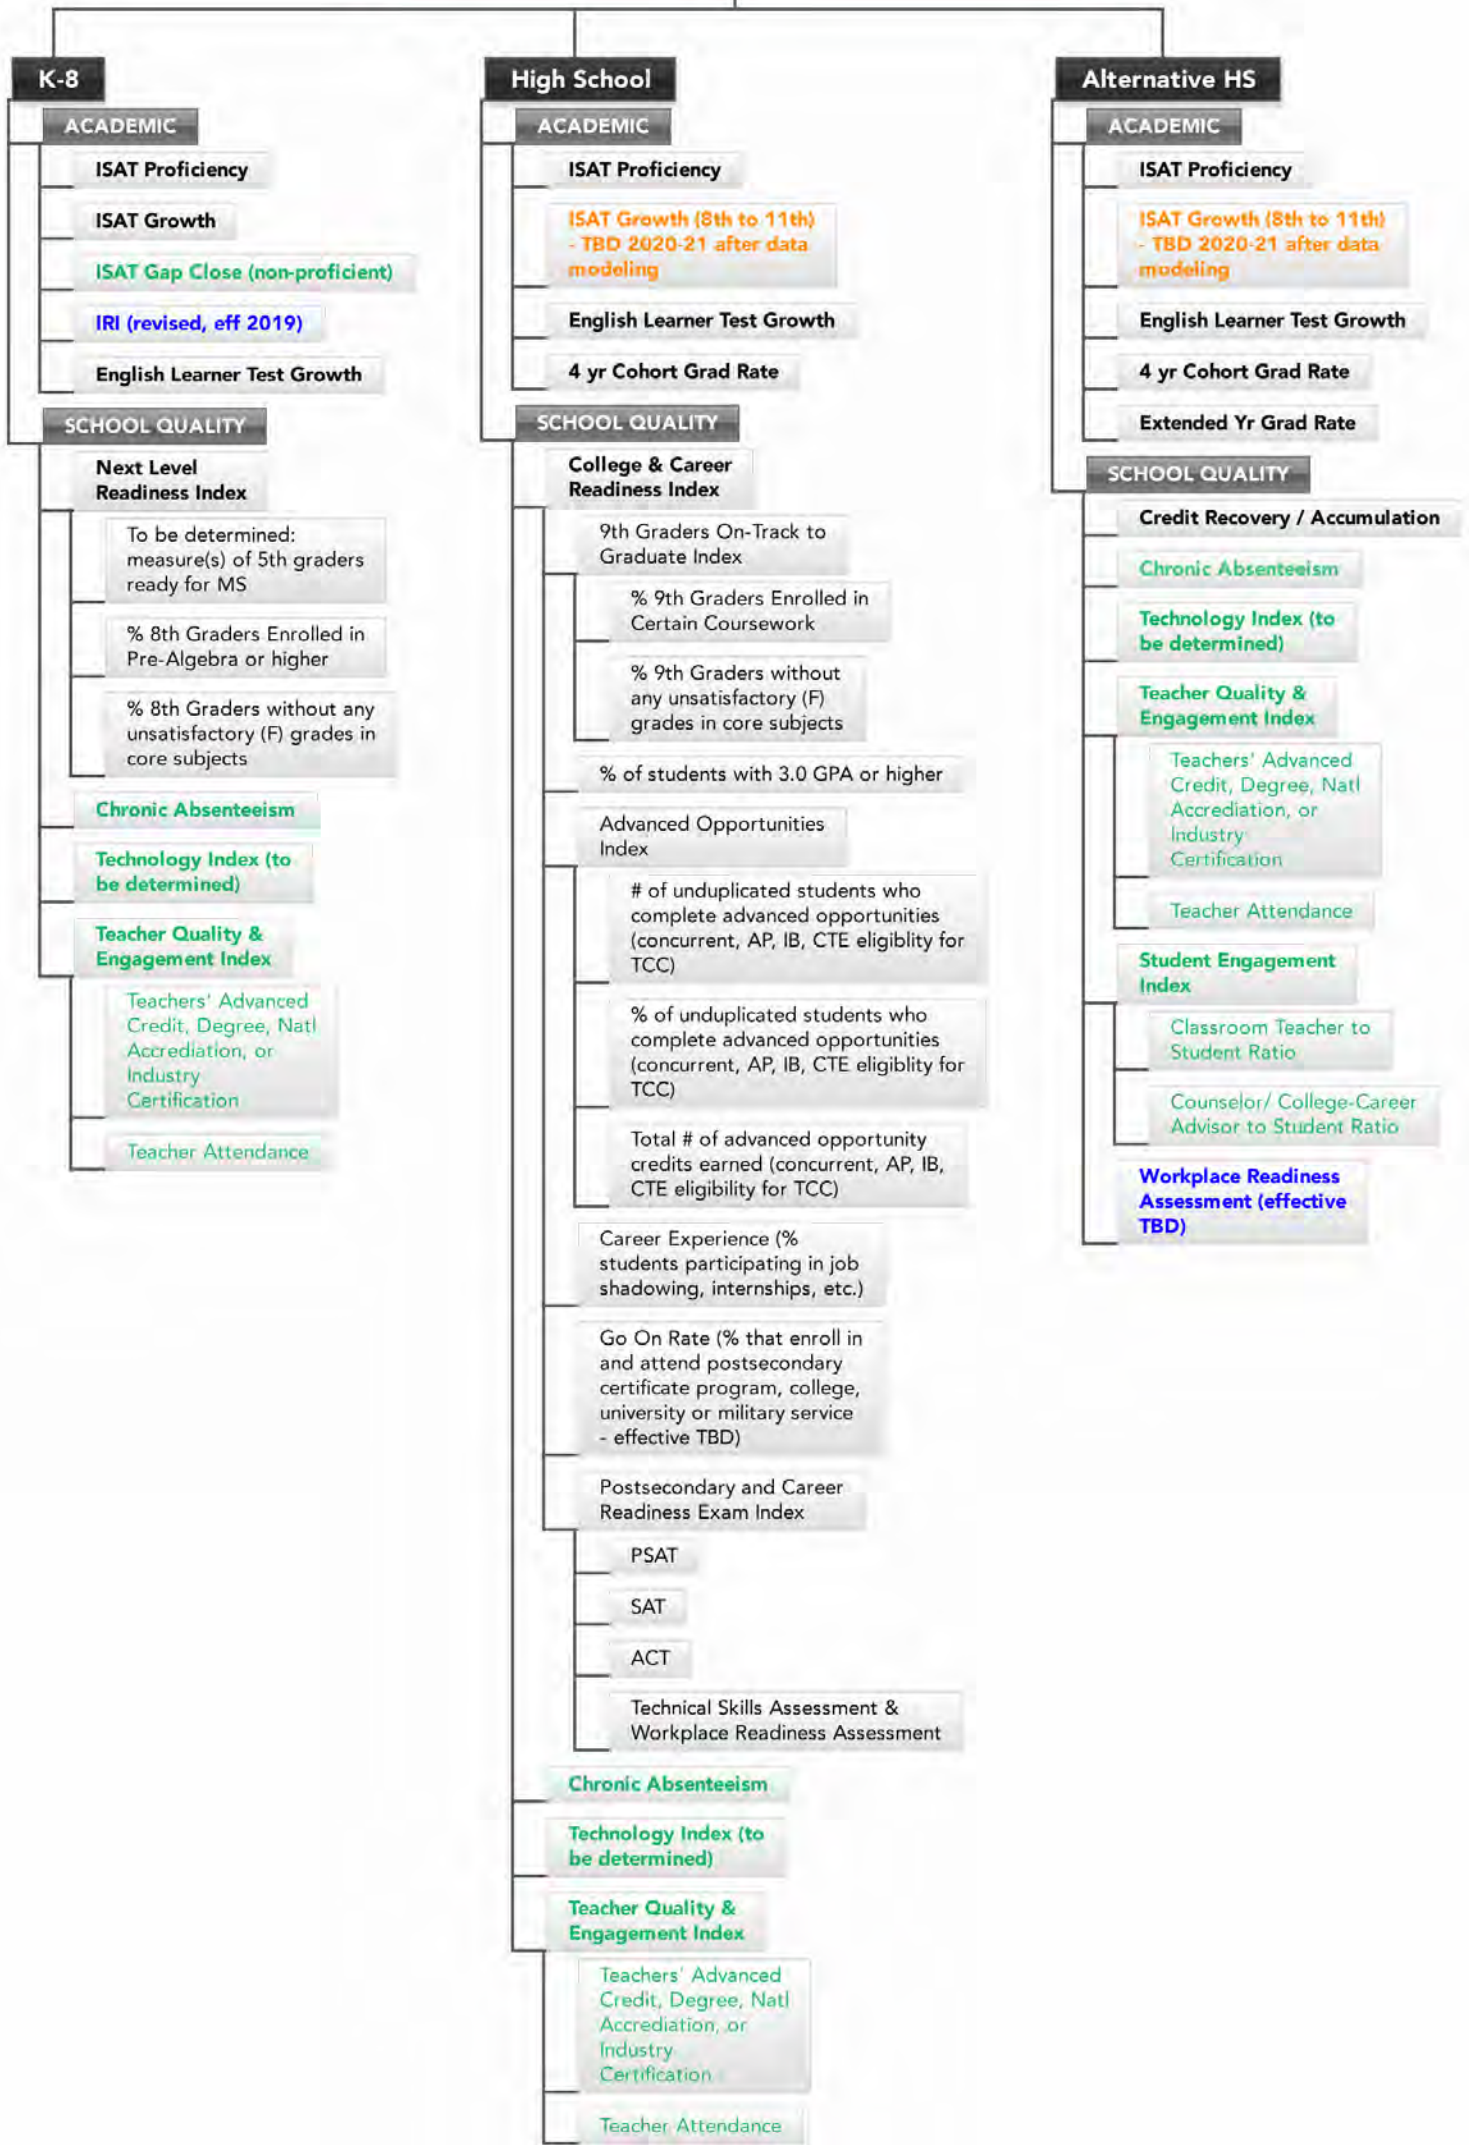 K-8
ACADEMIC
ISAT Proficiency
ISAT Growth
ISAT Gap Close (non-proficient)
IRI (revised, eff 2019)
English Learner Test Growth
SCHOOL QUALITY
Next Level
Readiness Index
To be determined:
measure(s) of 5th graders
ready for MS
% 8th Graders Enrolled in
Pre-Algebra or higher
% 8th Graders without any
unsatisfactory (F) grades in
core subjects
Chronic Absenteeism
Technology Index (to
be determined)
Teacher Quality &
Engagement Index
Teachers' Advanced
Credit, Degree, Natl
Accrediation, or
Industry
Certification
Teacher Attendance
High School
ACADEMIC
ISAT Proficiency
ISAT Growth (8th to 11th)
- TBD 2020-21 after data
modeling
English Learner Test Growth
4 yr Cohort Grad Rate
SCHOOL QUALITY
College & Career
Readiness Index
9th Graders On-Track to
Graduate Index
% 9th Graders Enrolled in
Certain Coursework
% 9th Graders without
any unsatisfactory (F)
grades in core subjects
% of students with 3.0 GPA or higher
Advanced Opportunities
Index
# of unduplicated students who
complete advanced opportunities
(concurrent, AP, IB, CTE eligiblity for
TCC)
% of unduplicated students who
complete advanced opportunities
(concurrent, AP, IB, CTE eligiblity for
TCC)
Total # of advanced opportunity
credits earned (concurrent, AP, IB,
CTE eligibility for TCC)
Career Experience (%
students participating in job
shadowing, internships, etc.)
Go On Rate (% that enroll in
and attend postsecondary
certificate program, college,
university or military service
- effective TBD)
Postsecondary and Career
Readiness Exam Index
PSAT
SAT
ACT
Technical Skills Assessment &
Workplace Readiness Assessment
Chronic Absenteeism
Technology Index (to
be determined)
Teacher Quality &
Engagement Index
Teachers' Advanced
Credit, Degree, Natl
Accrediation, or
Industry
Certification
Teacher Attendance
Alternative HS
ACADEMIC
ISAT Proficiency
ISAT Growth (8th to 11th)
- TBD 2020-21 after data
modeling
English Learner Test Growth
4 yr Cohort Grad Rate
Extended Yr Grad Rate
SCHOOL QUALITY
Credit Recovery / Accumulation
Chronic Absenteeism
Technology Index (to
be determined)
Teacher Quality &
Engagement Index
Teachers' Advanced
Credit, Degree, Natl
Accrediation, or
Industry
Certification
Teacher Attendance
Student Engagement
Index
Classroom Teacher to
Student Ratio
Counselor/ College-Career
Advisor to Student Ratio
Workplace Readiness
Assessment (effective
TBD)